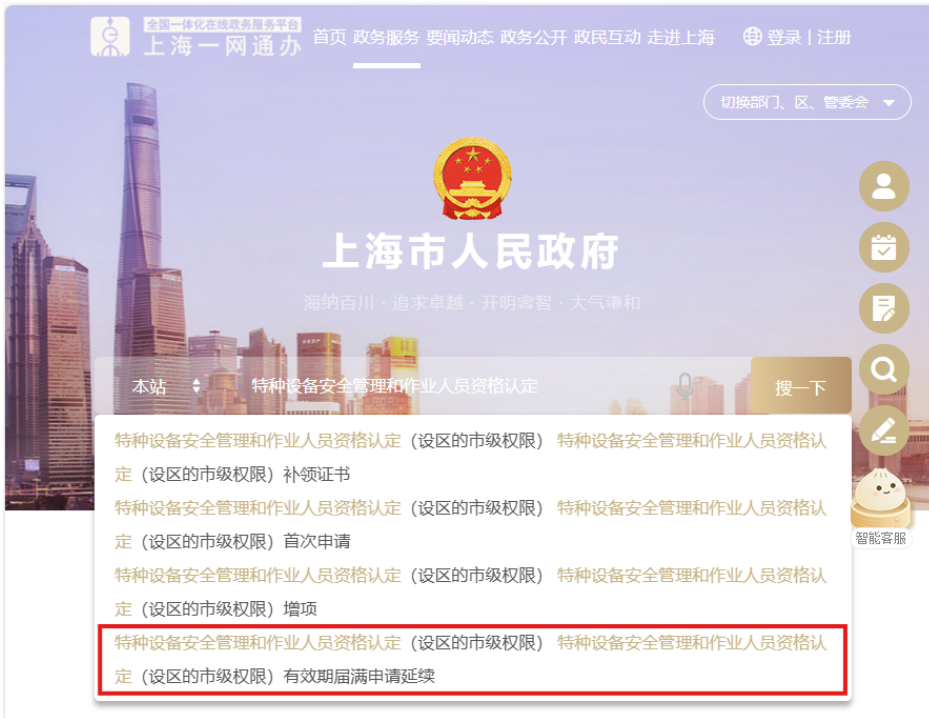 全国一体化在线政务服务平台
上海一网通办
首页 政务服务 要闻动态 政务公开 政民互动 走进上海 登录 | 注册
切换部门、区、管委会
上海市人民政府
海纳百川 · 追求卓越 · 开明睿智 · 大气谦和
本站 特种设备安全管理和作业人员资格认定 搜一下
特种设备安全管理和作业人员资格认定（设区的市级权限） 特种设备安全管理和作业人员资格认
定（设区的市级权限）补领证书
特种设备安全管理和作业人员资格认定（设区的市级权限） 特种设备安全管理和作业人员资格认
定（设区的市级权限）首次申请
特种设备安全管理和作业人员资格认定（设区的市级权限） 特种设备安全管理和作业人员资格认
定（设区的市级权限）增项
特种设备安全管理和作业人员资格认定（设区的市级权限） 特种设备安全管理和作业人员资格认
定（设区的市级权限）有效期届满申请延续
智能客服